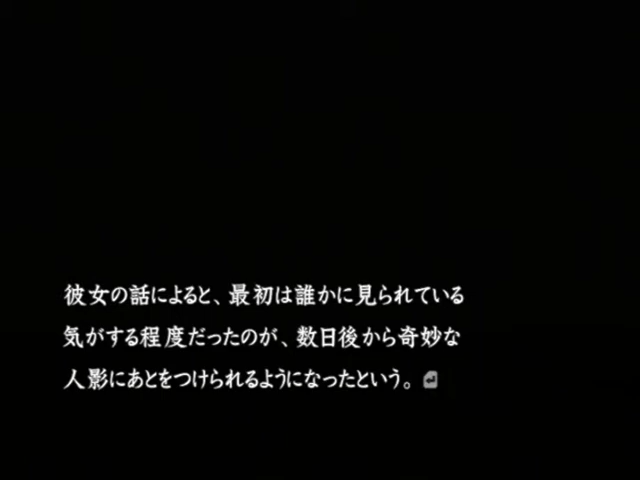 彼女の話によると、最初は誰かに見られている
気がする程度だったのが、数日後から奇妙な
人影にあとをつけられるようになったという。